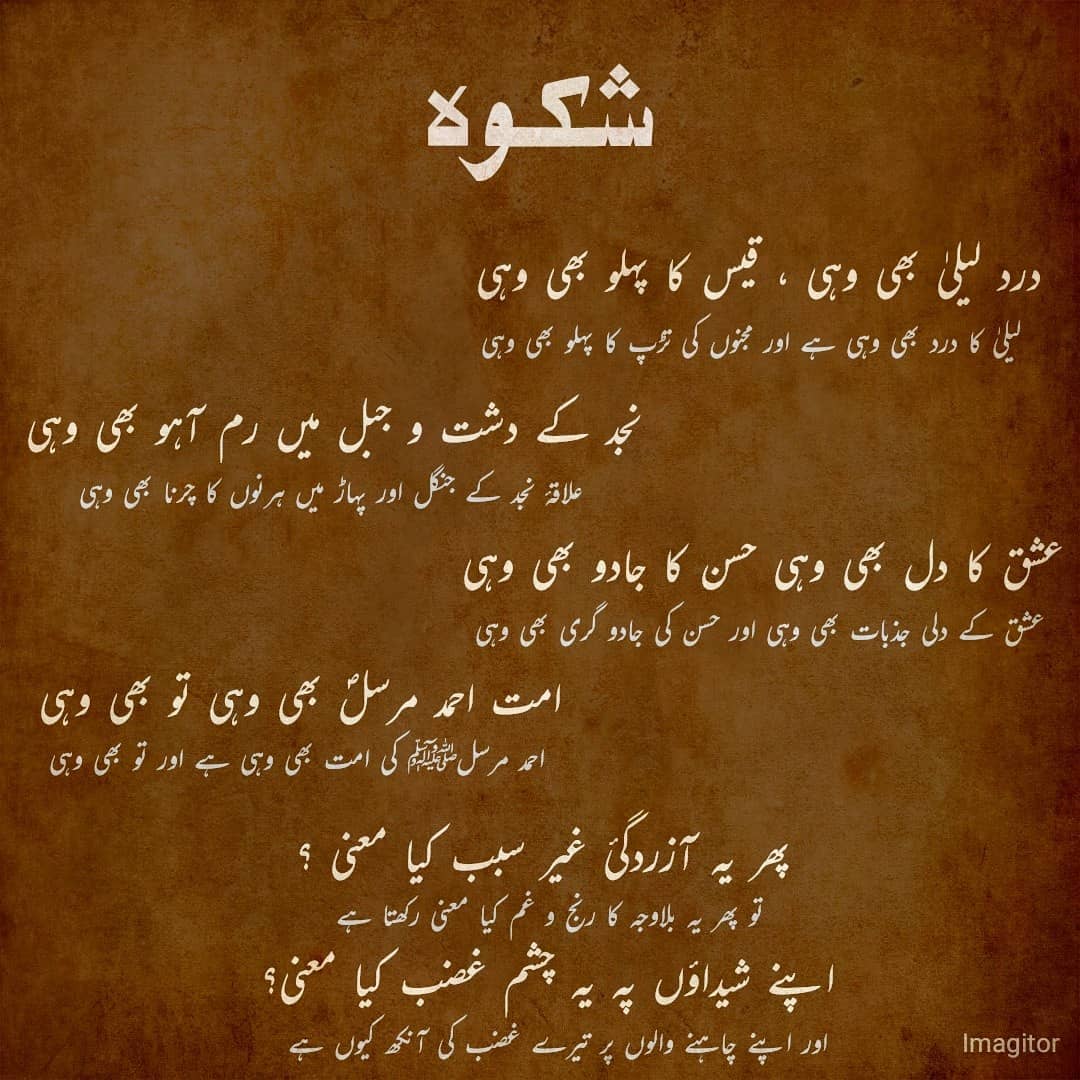 شکوہ
درد لیلیٰ بھی وہی ، قیس کا پہلو بھی وہی
لیلیٰ کا درد بھی وہی ہے اور مجنوں کی تڑپ کا پہلو بھی وہی
نجد کے دشت و جبل میں رم آہو بھی وہی
علاقۂ نجد کے جنگل اور پہاڑ میں ہرنوں کا چرنا بھی وہی
عشق کا دل بھی وہی حسن کا جادو بھی وہی
عشق کے دلی جذبات بھی وہی اور حسن کی جادو گری بھی وہی
امت احمد مرسلؐ بھی وہی تو بھی وہی
احمد مرسلﷺ کی امت بھی وہی ہے اور تو بھی وہی
پھر یہ آزردگیٔ غیر سبب کیا معنی ؟
تو پھر یہ بلاوجہ کا رنج و غم کیا معنی رکھتا ہے
اپنے شیداؤں پہ یہ چشم غضب کیا معنی؟
اور اپنے چاہنے والوں پر تیرے غضب کی آنکھ کیوں ہے
Imagitor